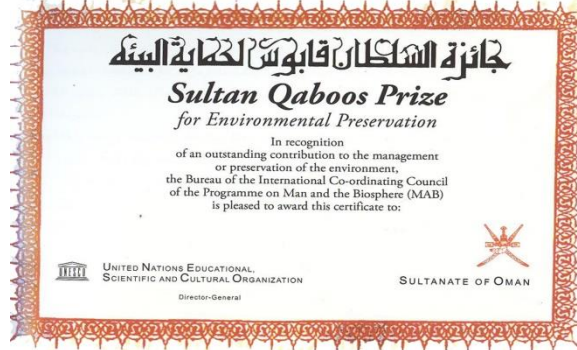 جائزة السلطان قابوس لحماية البيئة
Sultan Qaboos Prize
for Environmental Preservation
In recognition
of an outstanding contribution to the management
or preservation of the environment,
the Bureau of the International Co-ordinating Council
of the Programme on Man and the Biosphere (MAB)
is pleased to award this certificate to:
UNESCO
UNITED NATIONS EDUCATIONAL,
SCIENTIFIC AND CULTURAL ORGANIZATION
Director-General
SULTANATE OF OMAN